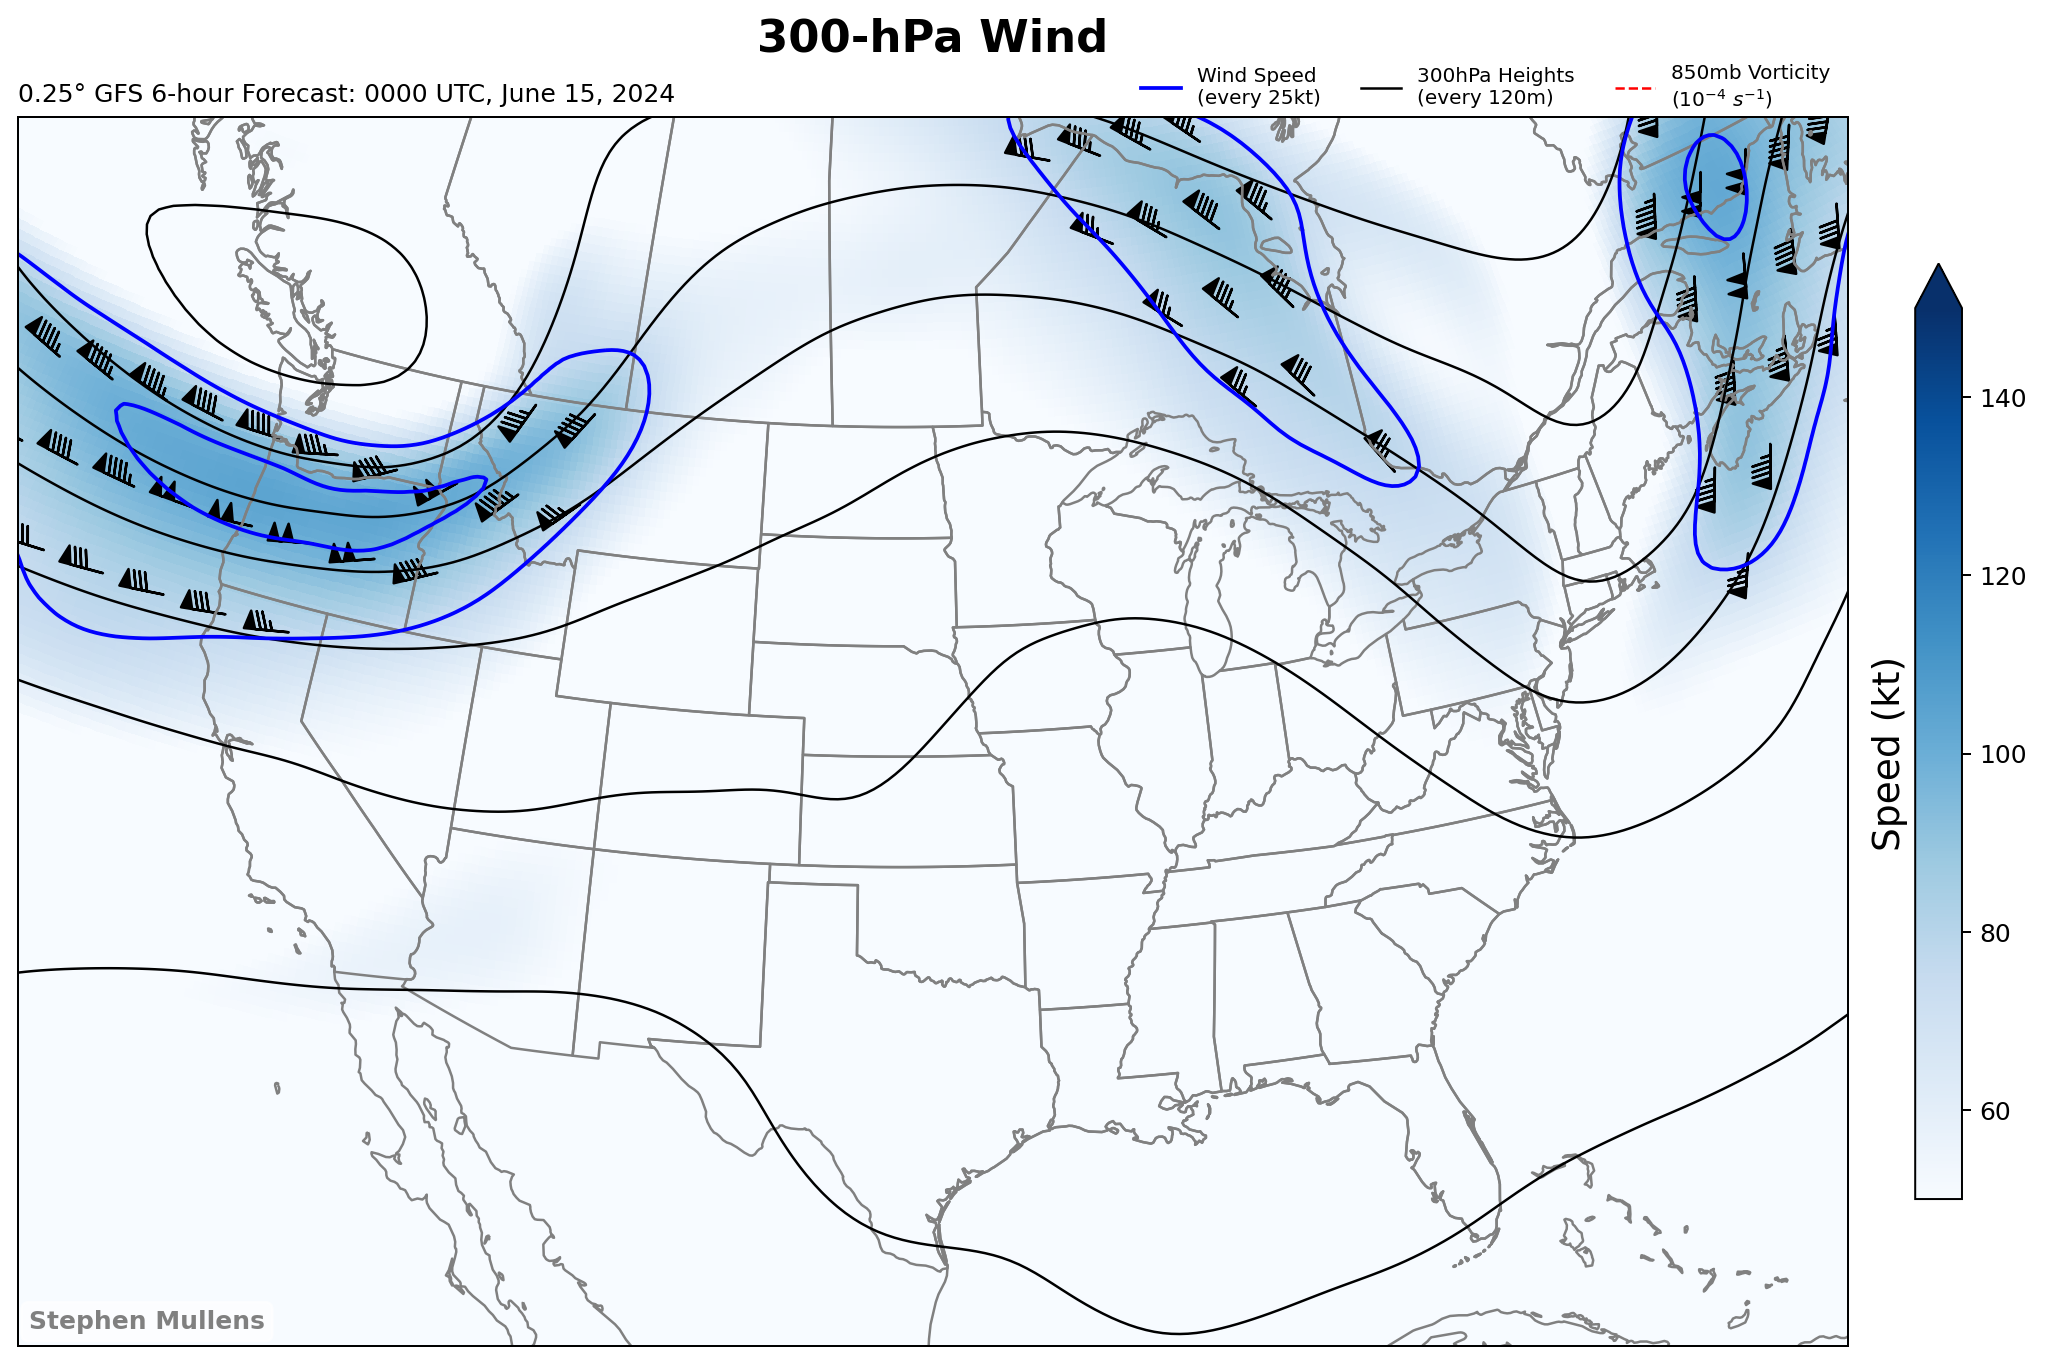 300-hPa Wind
0.25° GFS 6-hour Forecast: 0000 UTC, June 15, 2024
Wind Speed
(every 25kt)
300hPa Heights
(every 120m)
850mb Vorticity
(10⁻⁴ s⁻¹)
140
120
100
80
60
Speed (kt)
Stephen Mullens